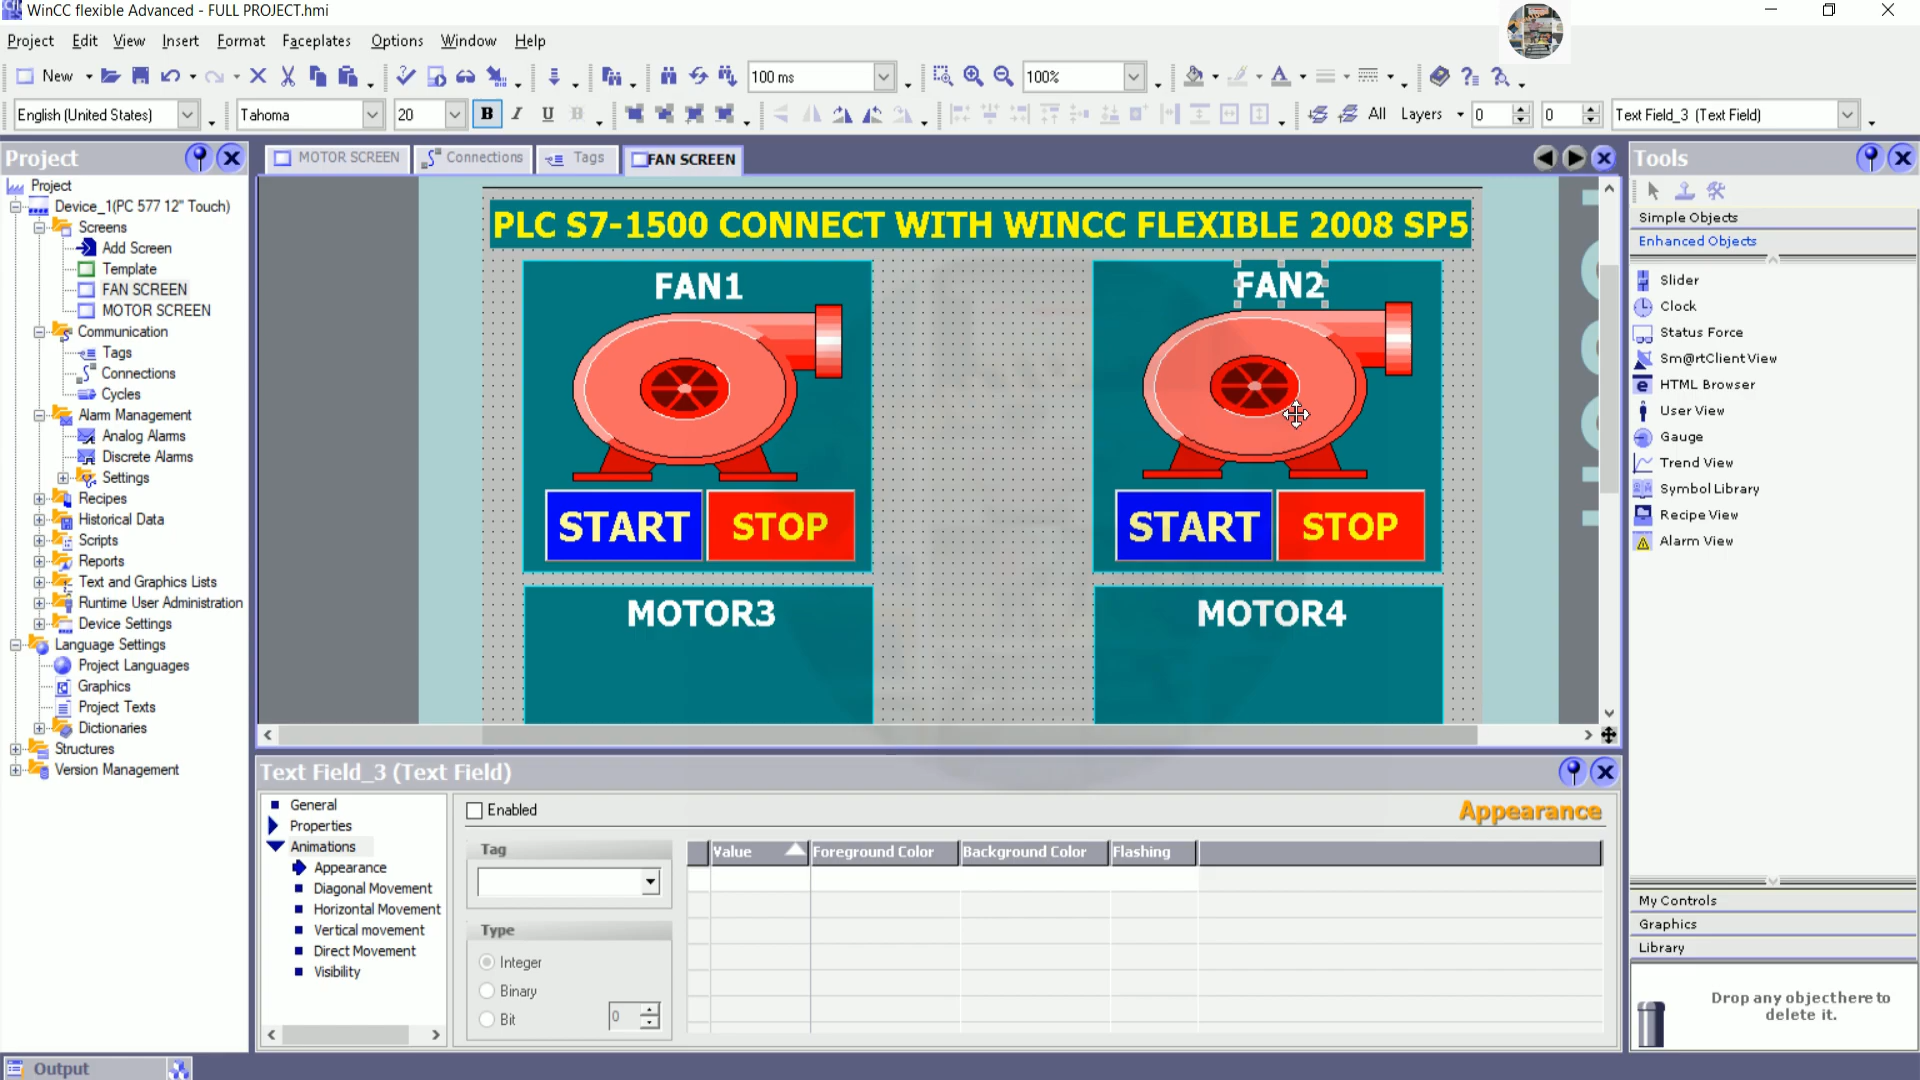 WinCC flexible Advanced - FULL PROJECT.hmi
Project Edit View Insert Format Faceplates Options Window Help
New 100 ms 100%
English (United States) Tahoma 20 B I U B All Layers 0 0 Text Field_3 (Text Field)
Project
Project
Device_1(PC 577 12" Touch)
Screens
Add Screen
Template
FAN SCREEN
MOTOR SCREEN
Communication
Tags
Connections
Cycles
Alarm Management
Analog Alarms
Discrete Alarms
Settings
Recipes
Historical Data
Scripts
Reports
Text and Graphics Lists
Runtime User Administration
Device Settings
Language Settings
Project Languages
Graphics
Project Texts
Dictionaries
Structures
Version Management
MOTOR SCREEN Connections Tags FAN SCREEN
PLC S7-1500 CONNECT WITH WINCC FLEXIBLE 2008 SP5
FAN1 FAN2
START STOP START STOP
MOTOR3 MOTOR4
Text Field_3 (Text Field)
General
Properties
Animations
Appearance
Diagonal Movement
Horizontal Movement
Vertical movement
Direct Movement
Visibility
Enabled
Appearance
Tag
Type
Integer
Binary
Bit 0
Value Foreground Color Background Color Flashing
Tools
Simple Objects
Enhanced Objects
Slider
Clock
Status Force
Sm@rtClientView
HTML Browser
User View
Gauge
Trend View
Symbol Library
Recipe View
Alarm View
My Controls
Graphics
Library
Drop any objecthere to
delete it.
Output